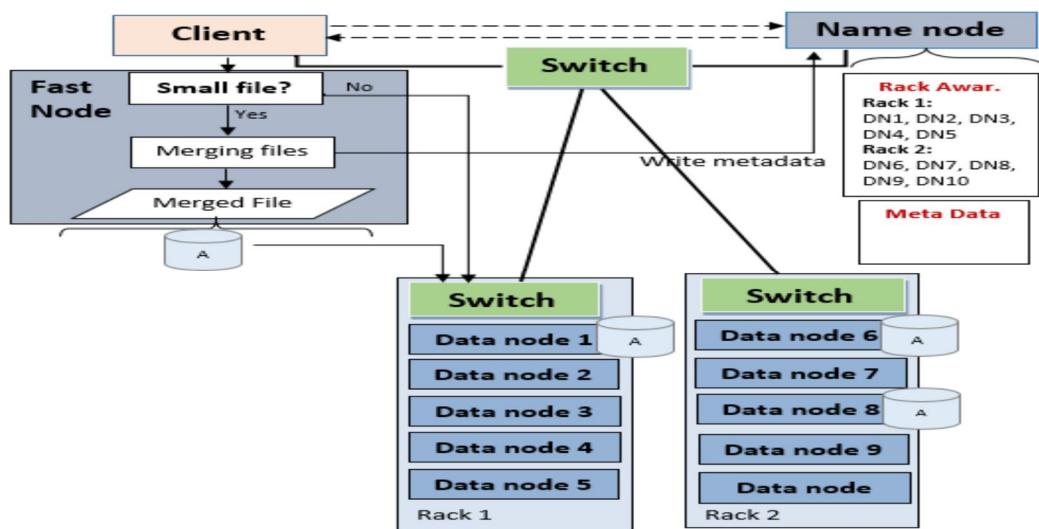 Client
Name node
Switch
Fast
Node
Small file?
No
Yes
Merging files
Write metadata
Merged File
A
Rack Awar.
Rack 1:
DN1, DN2, DN3,
DN4, DN5
Rack 2:
DN6, DN7, DN8,
DN9, DN10
Meta Data
Switch
Data node 1
A
Data node 2
Data node 3
Data node 4
Data node 5
Rack 1
Switch
Data node 6
A
Data node 7
Data node 8
A
Data node 9
Data node
Rack 2